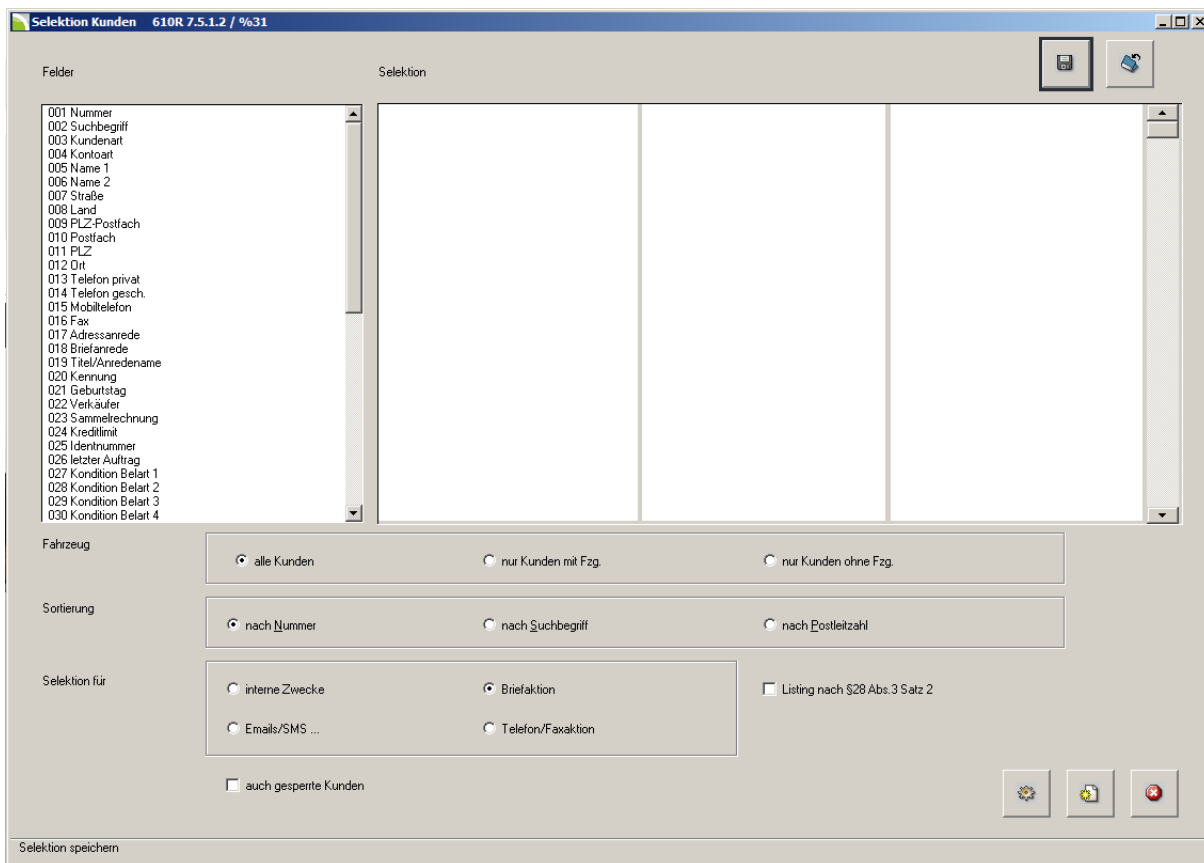 Selektion Kunden 610R 7.5.1.2 / %31
Felder
Selektion
001 Nummer
002 Suchbegriff
003 Kundenart
004 Kontoart
005 Name 1
006 Name 2
007 Straße
008 Land
009 PLZ-Postfach
010 Postfach
011 PLZ
012 Ort
013 Telefon privat
014 Telefon gesch.
015 Mobiltelefon
016 Fax
017 Adressanrede
018 Briefanrede
019 Titel/Anredename
020 Kennung
021 Geburtstag
022 Verkäufer
023 Sammelrechnung
024 Kreditlimit
025 Identnummer
026 letzter Auftrag
027 Kondition Belart 1
028 Kondition Belart 2
029 Kondition Belart 3
030 Kondition Belart 4
Fahrzeug
alle Kunden
nur Kunden mit Fzg.
nur Kunden ohne Fzg.
Sortierung
nach Nummer
nach Suchbegriff
nach Postleitzahl
Selektion für
interne Zwecke
Briefaktion
Listing nach §28 Abs.3 Satz 2
Emails/SMS ...
Telefon/Faxaktion
auch gesperrte Kunden
Selektion speichern